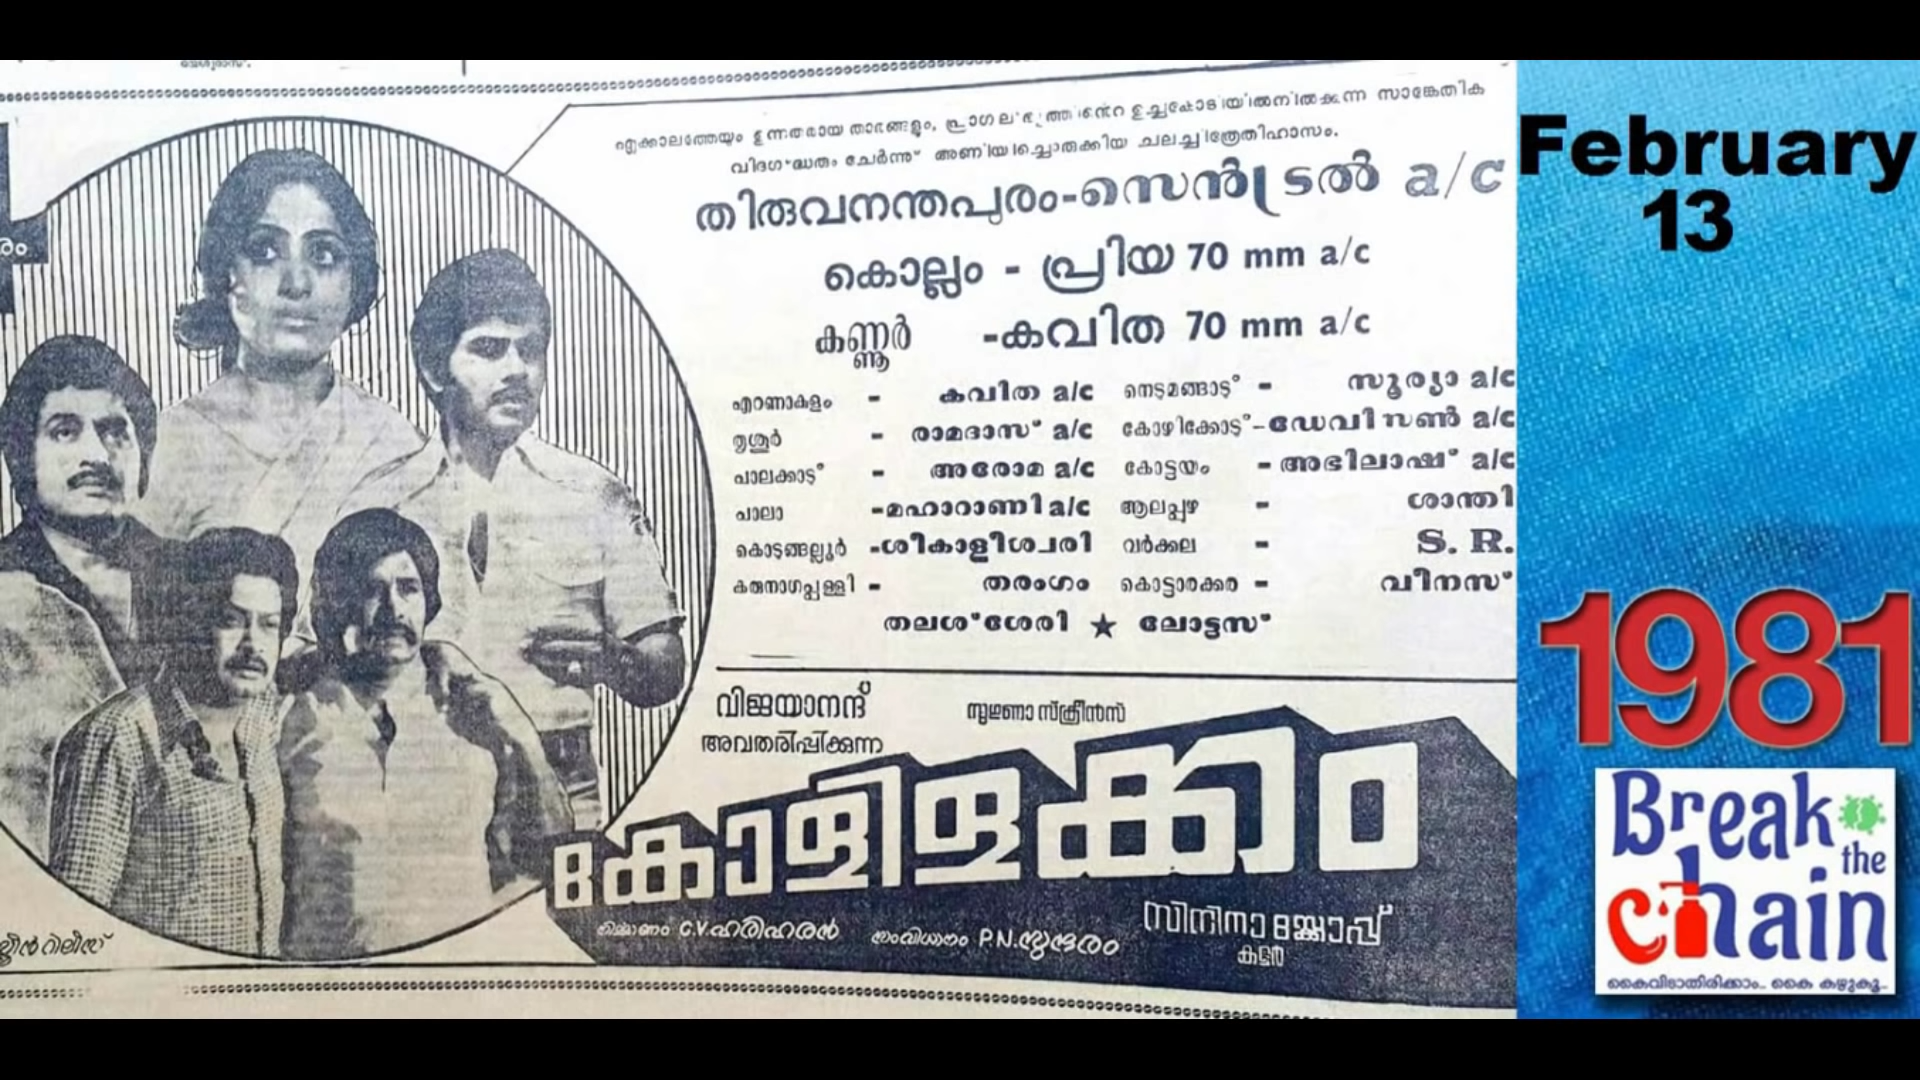 എക്കാലത്തേയും ഉന്നതരായ താരങ്ങളും, പ്രാഗല്ഭ്യത്തിന്റെ ഉച്ചകോടിയിൽനിൽക്കുന്ന സാങ്കേതിക
വിദഗ്ദ്ധരും ചേർന്ന് അണിയിച്ചൊരുക്കിയ ചലച്ചിത്രേതിഹാസം.
തിരുവനന്തപുരം-സെൻട്രൽ a/c
കൊല്ലം - പ്രിയ 70 mm a/c
കണ്ണൂർ -കവിത 70 mm a/c
എറണാകുളം - കവിത a/c നെടുമങ്ങാട് - സൂര്യാ a/c
തൃശൂർ - രാമദാസ് a/c കോഴിക്കോട് -ഡേവിസൺ a/c
പാലക്കാട് - അരോമ a/c കോട്ടയം - അഭിലാഷ് a/c
പാലാ -മഹാറാണി a/c ആലപ്പുഴ - ശാന്തി
കൊടുങ്ങല്ലൂർ -ശ്രീകാളീശ്വരി വർക്കല - S. R.
കരുനാഗപ്പള്ളി - തരംഗം കൊട്ടാരക്കര - വീനസ്
തലശ്ശേരി ★ ലോട്ടസ്
വിജയാനന്ദ് സുഗുണാ സ്ക്രീൻസ്
അവതരിപ്പിക്കുന്ന
കോളിളക്കം
നിർമ്മാണം C.V.ഹരിഹരൻ സംവിധാനം P.N.സുന്ദരം
സിനിമാസ്കോപ്പ്
കളർ
രം
സ്ക്രീൻ റിലീസ്
February
13
1981
Break
the
chain
കൈവിടാതിരിക്കാം.. കൈ കഴുകൂ..